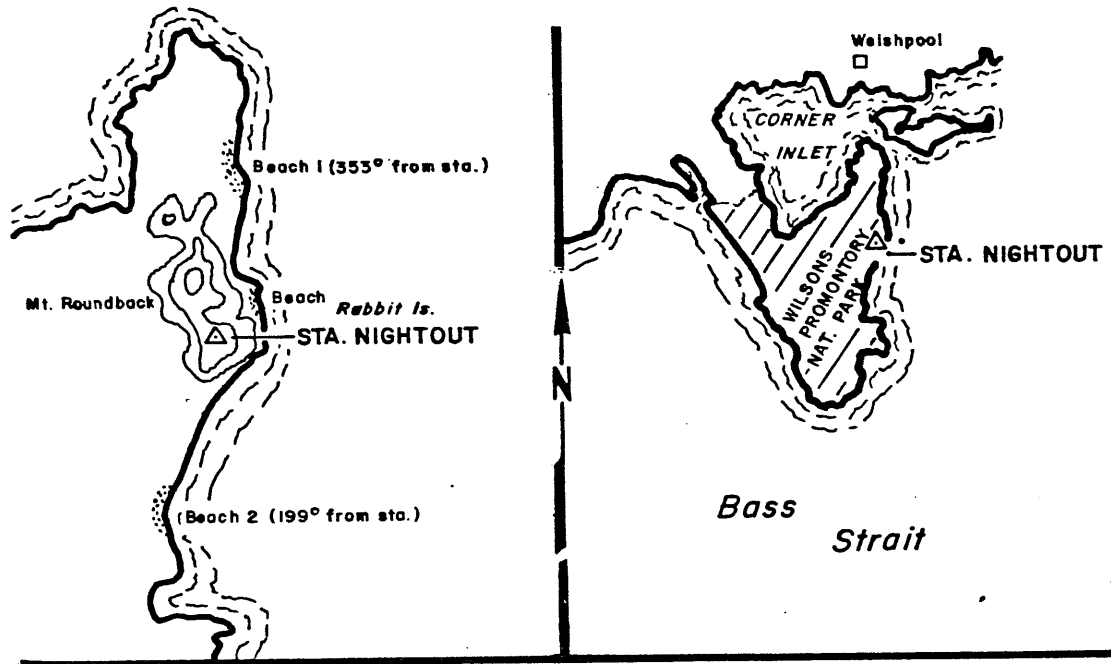 Beach 1 (353° from sta.)
Mt. Roundback
Beach
Rabbit Is.
STA. NIGHTOUT
Beach 2 (199° from sta.)
N
Welshpool
CORNER
INLET
WILSONS
PROMONTORY
NAT. PARK
STA. NIGHTOUT
Bass
Strait